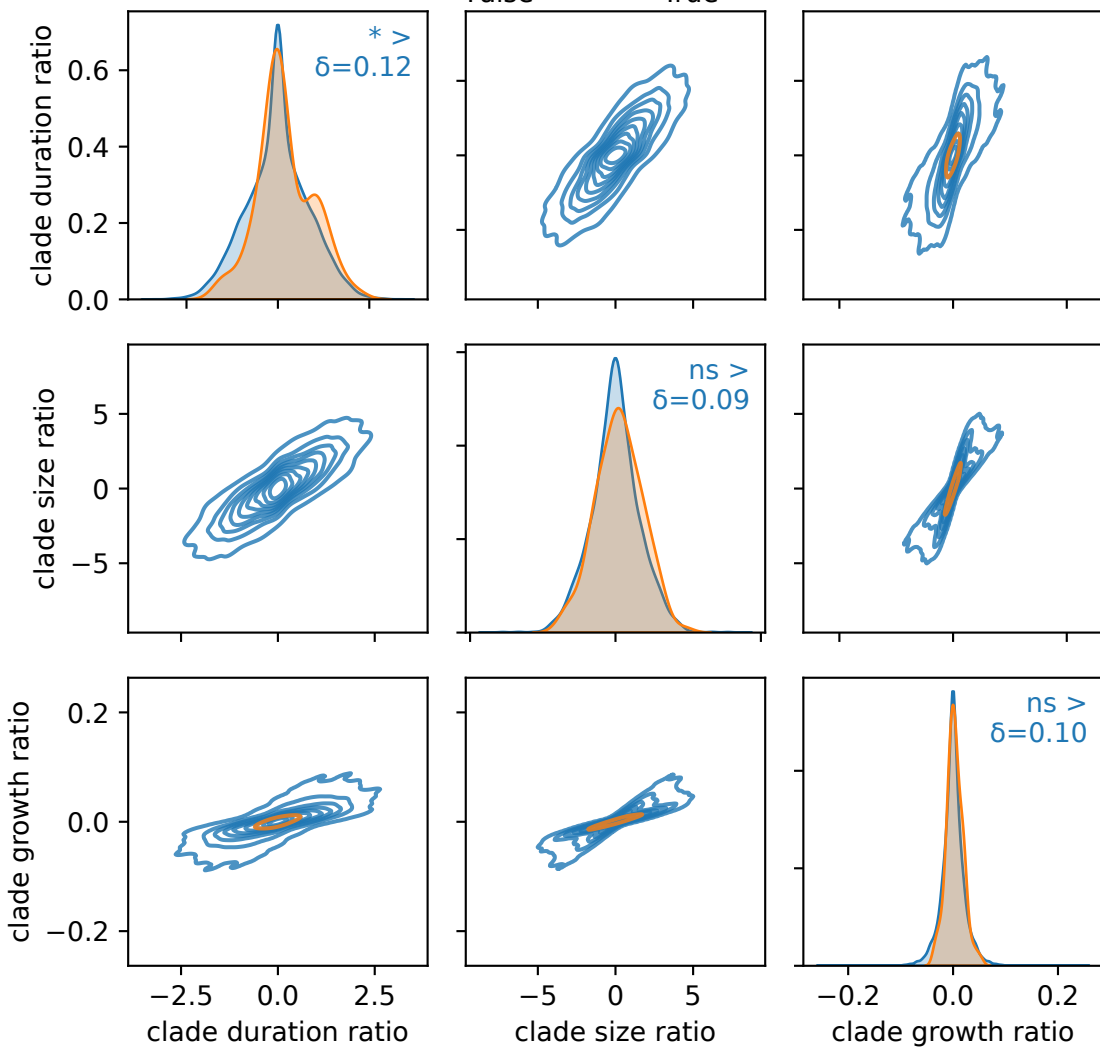 * >
δ=0.12
clade duration ratio
0.6
0.4
0.2
0.0
ns >
δ=0.09
clade size ratio
5
0
−5
ns >
δ=0.10
clade growth ratio
0.2
0.0
−0.2
−2.5 0.0 2.5
−5 0 5
−0.2 0.0 0.2
clade duration ratio
clade size ratio
clade growth ratio